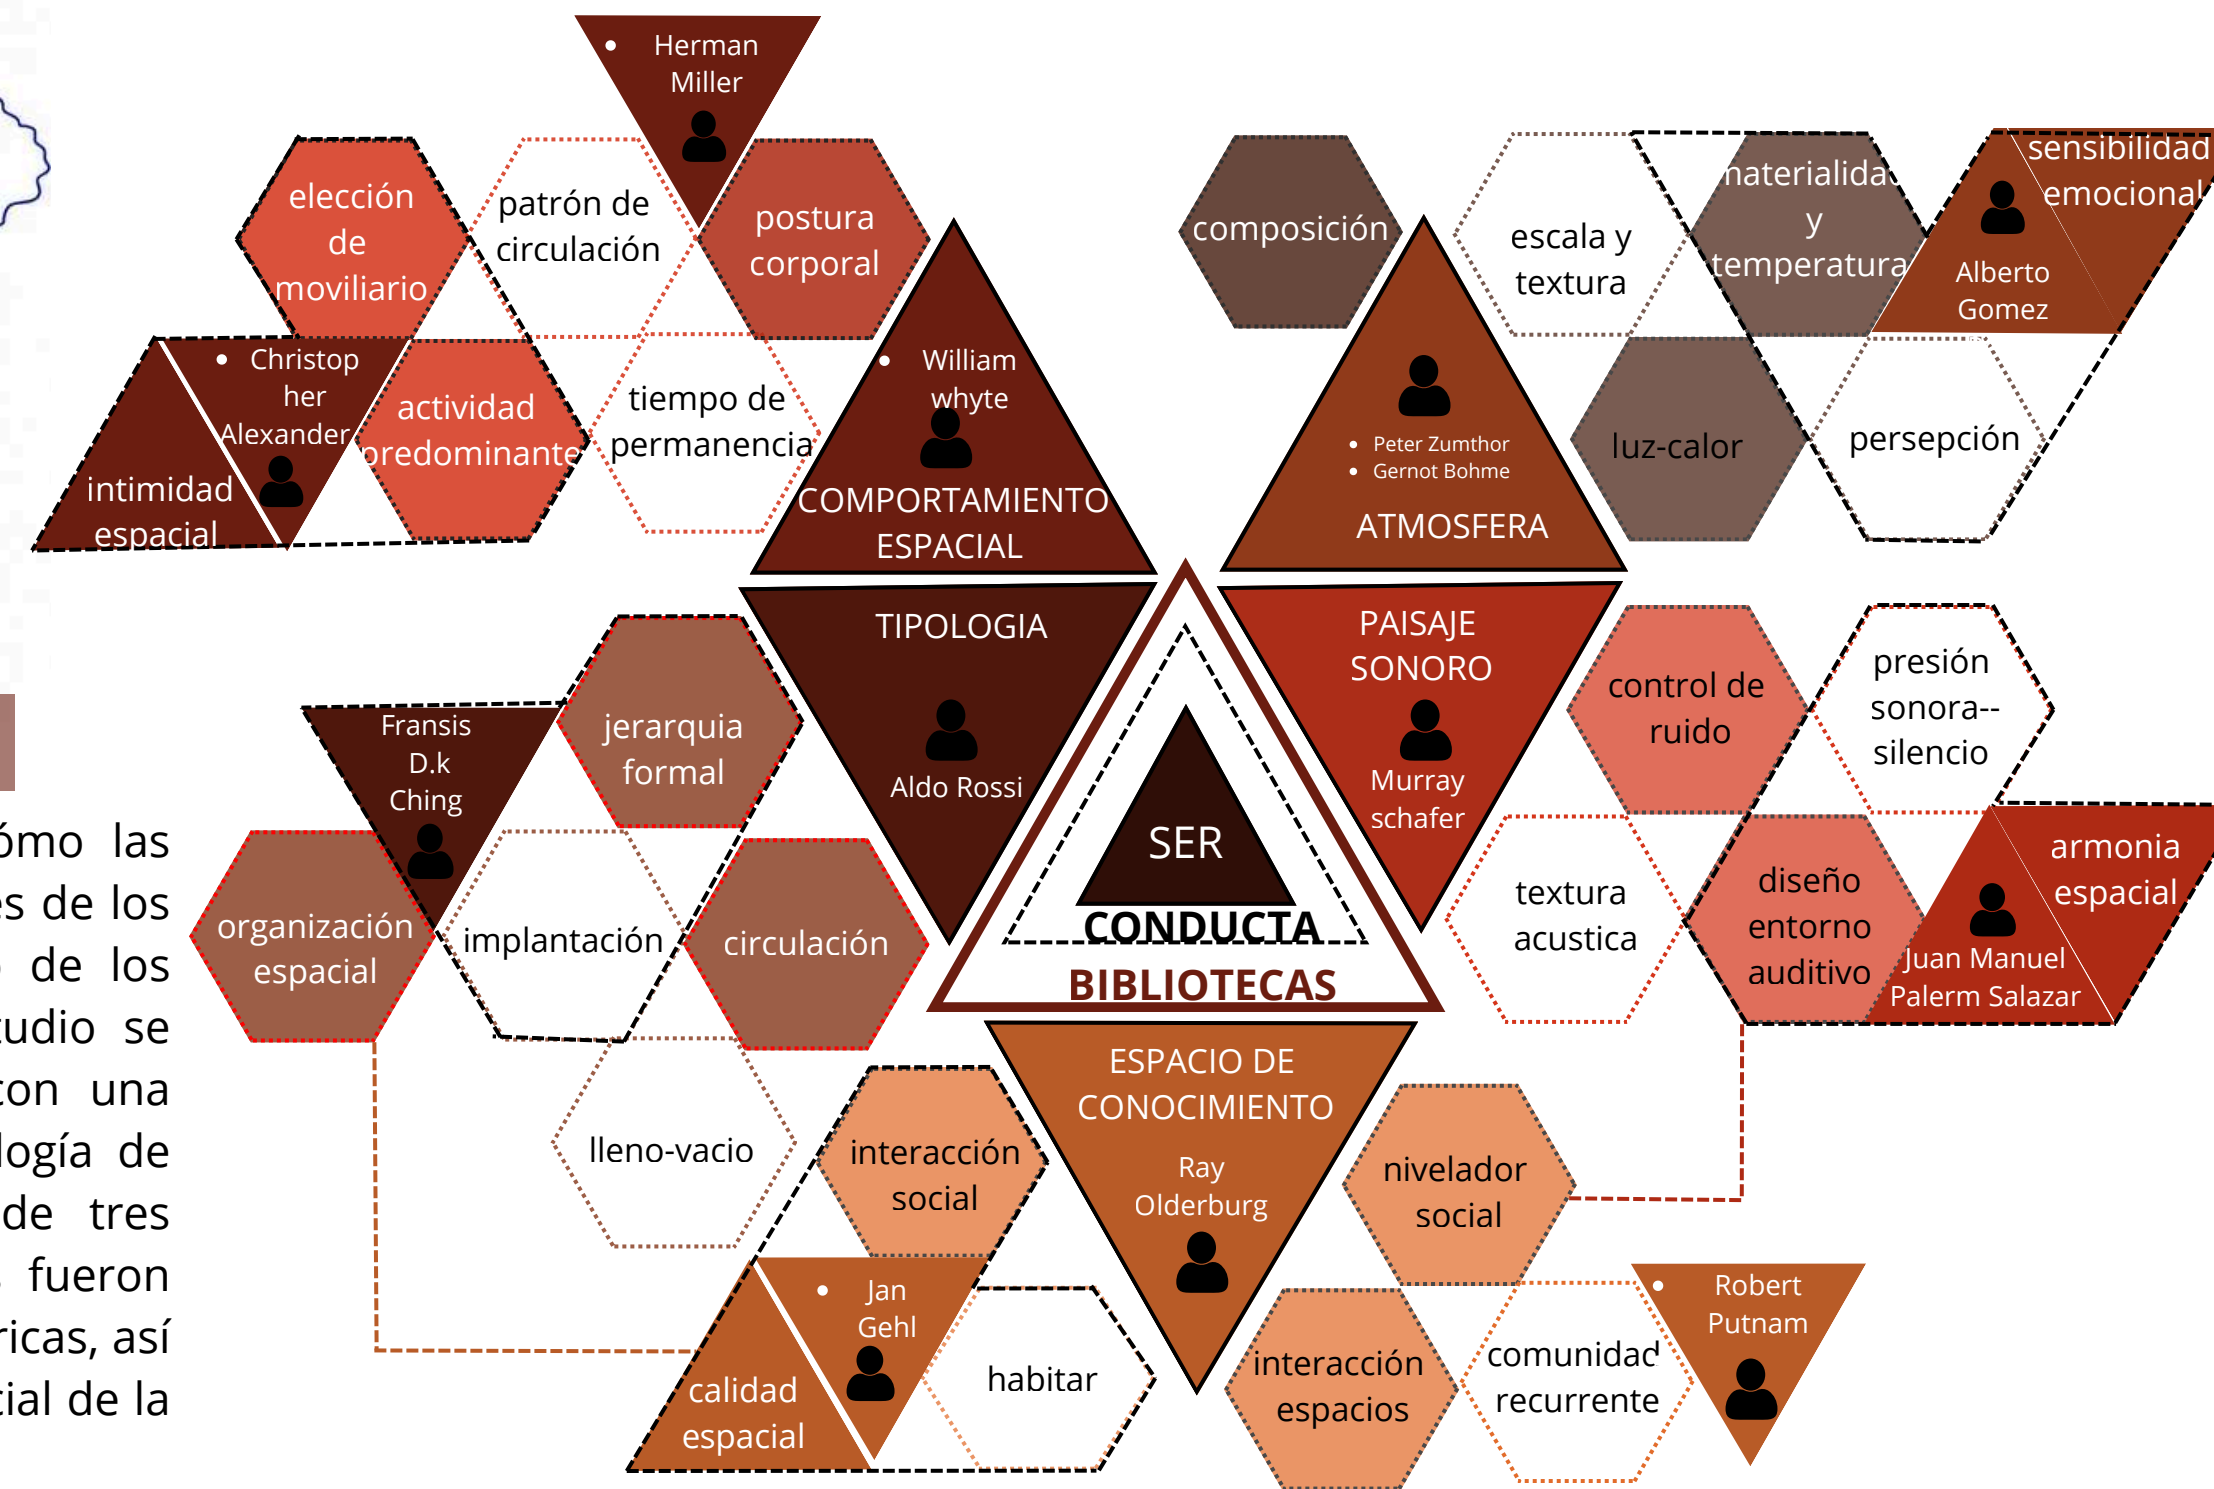 Herman
Miller
elección
de
moviliario
patrón de
circulación
postura
corporal
Christop
her
Alexander
intimidad
espacial
actividad
predominante
tiempo de
permanencia
William
whyte
COMPORTAMIENTO
ESPACIAL
composición
escala y
textura
materialidad
y
temperatura
sensibilidad
emocional
Alberto
Gomez
luz-calor
persepción
Peter Zumthor
Gernot Bohme
ATMOSFERA
TIPOLOGIA
Aldo Rossi
Fransis
D.k
Ching
jerarquia
formal
organización
espacial
implantación
circulación
lleno-vacio
PAISAJE
SONORO
Murray
schafer
control de
ruido
presión
sonora--
silencio
textura
acustica
diseño
entorno
auditivo
armonia
espacial
Juan Manuel
Palerm Salazar
SER
CONDUCTA
BIBLIOTECAS
ESPACIO DE
CONOCIMIENTO
Ray
Olderburg
interacción
social
Jan
Gehl
calidad
espacial
habitar
nivelador
social
interacción
espacios
comunidad
recurrente
Robert
Putnam
ómo las
es de los
de los
tudio se
con una
logía de
de tres
fueron
ricas, así
cial de la